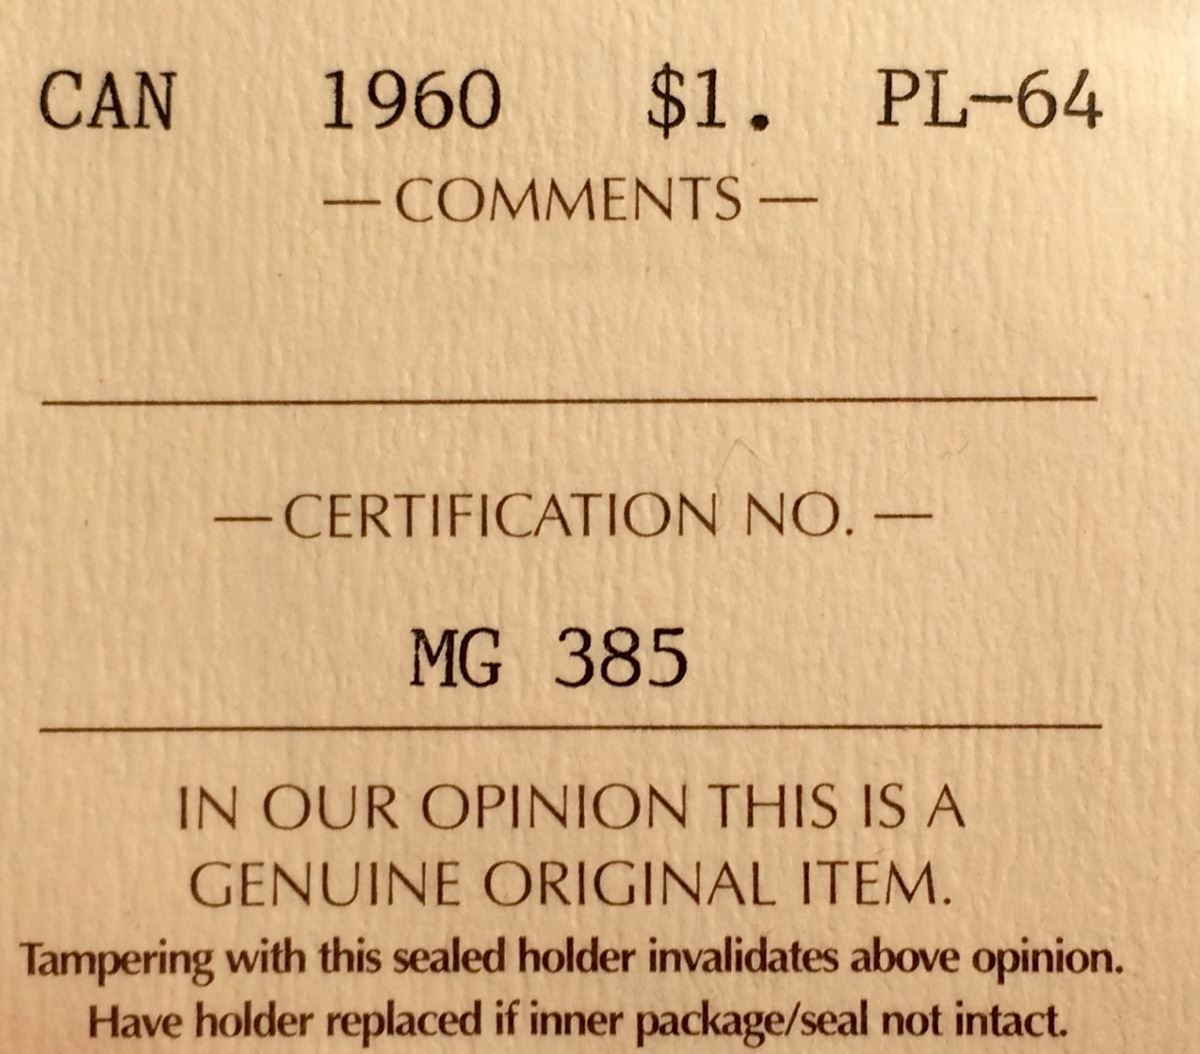 CAN 1960 $1. PL-64
— COMMENTS —
— CERTIFICATION NO. —
MG 385
IN OUR OPINION THIS IS A
GENUINE ORIGINAL ITEM.
Tampering with this sealed holder invalidates above opinion.
Have holder replaced if inner package/seal not intact.